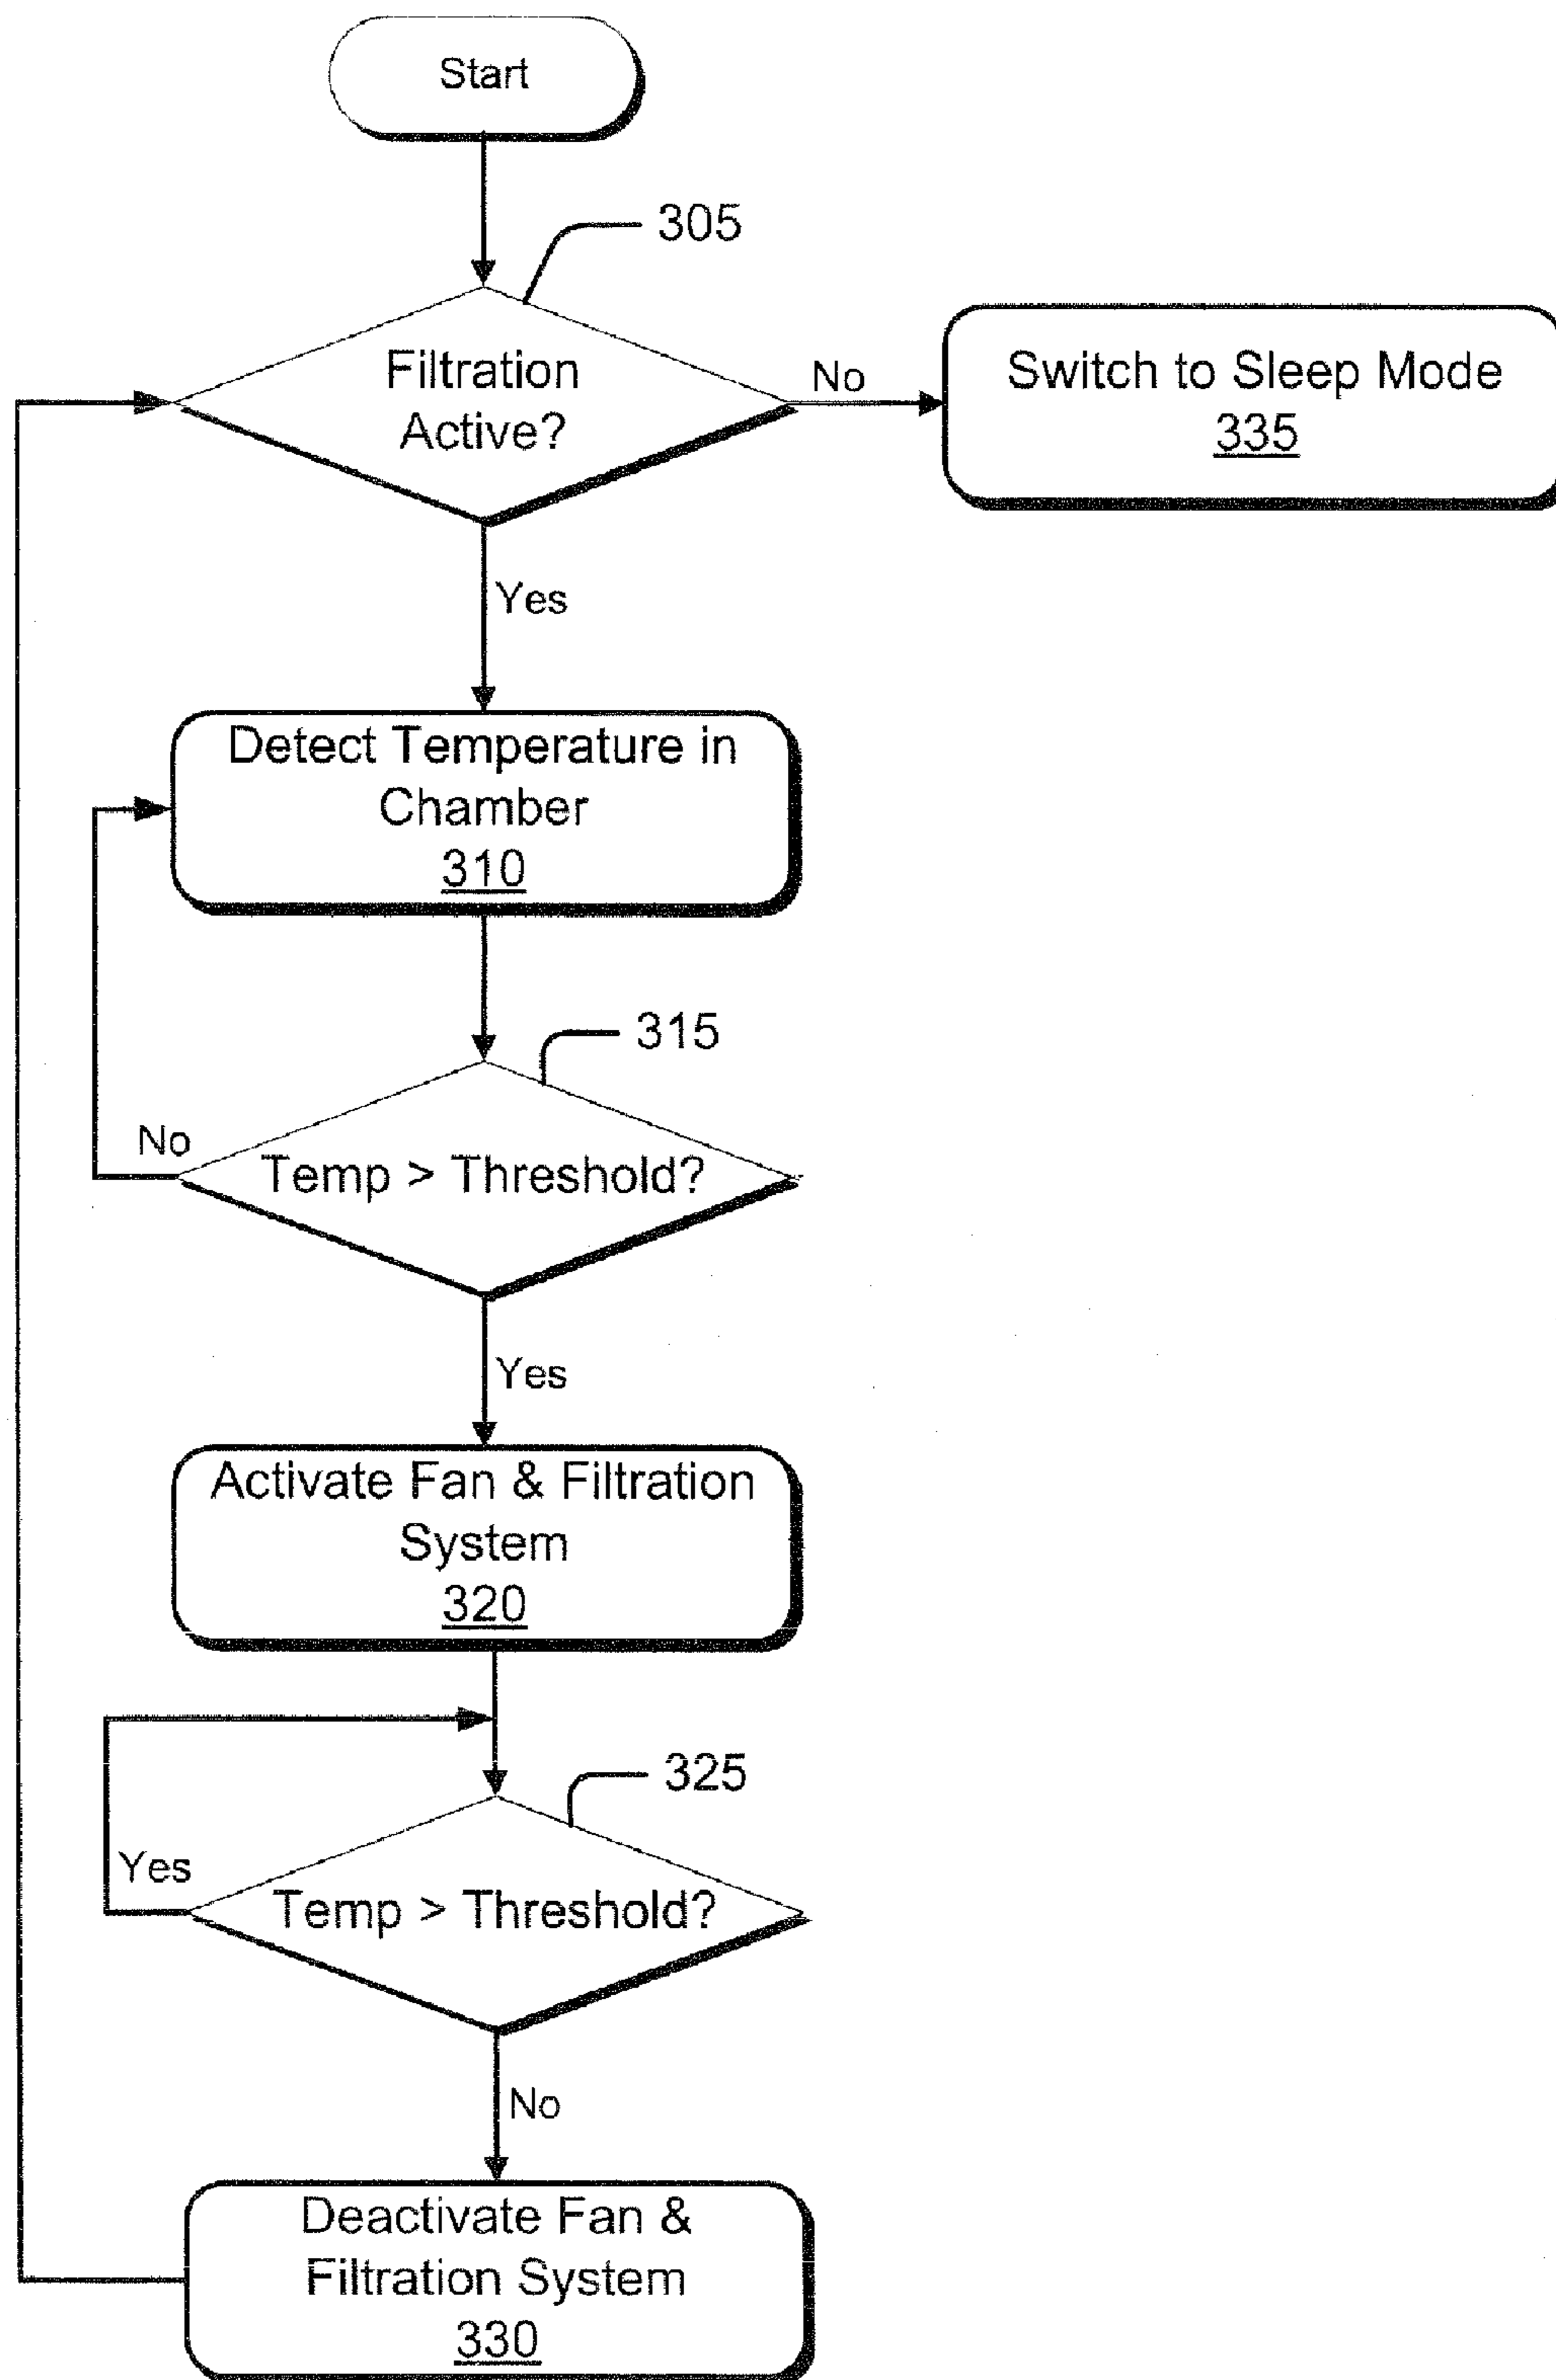 Start
305
Filtration
Active?
No
Switch to Sleep Mode
335
Yes
Detect Temperature in
Chamber
310
315
No
Temp > Threshold?
Yes
Activate Fan & Filtration
System
320
325
Yes
Temp > Threshold?
No
Deactivate Fan &
Filtration System
330